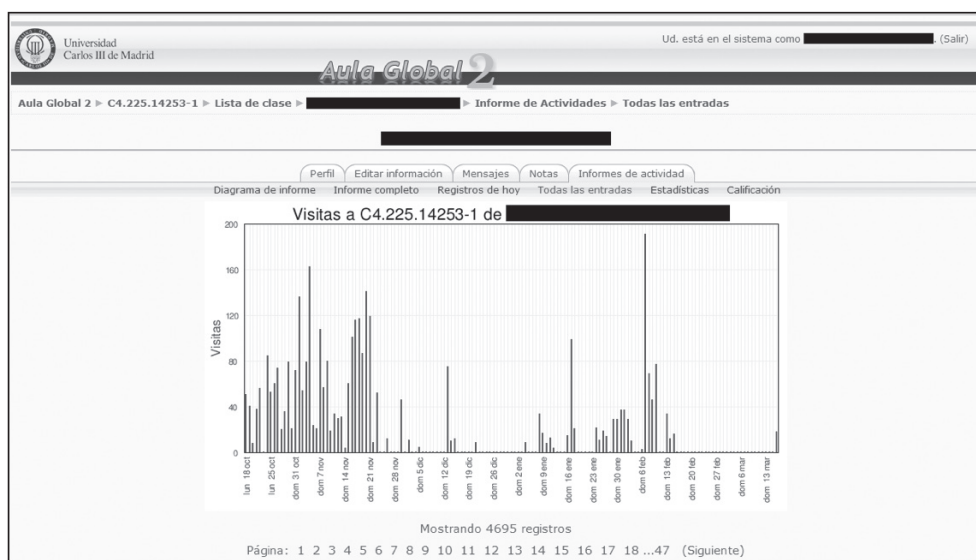 Universidad
Carlos III de Madrid
Ud. está en el sistema como . (Salir)
Aula Global 2
Aula Global 2 ► C4.225.14253-1 ► Lista de clase ► ► Informe de Actividades ► Todas las entradas
Perfil Editar información Mensajes Notas Informes de actividad
Diagrama de informe Informe completo Registros de hoy Todas las entradas Estadísticas Calificación
Visitas a C4.225.14253-1 de
200
160
120
80
40
0
Visitas
lun 18 oct
lun 25 oct
dom 31 oct
dom 7 nov
dom 14 nov
dom 21 nov
dom 28 nov
dom 5 dic
dom 12 dic
dom 19 dic
dom 26 dic
dom 2 ene
dom 9 ene
dom 16 ene
dom 23 ene
dom 30 ene
dom 6 feb
dom 13 feb
dom 20 feb
dom 27 feb
dom 6 mar
dom 13 mar
Mostrando 4695 registros
Página: 1 2 3 4 5 6 7 8 9 10 11 12 13 14 15 16 17 18 ...47 (Siguiente)